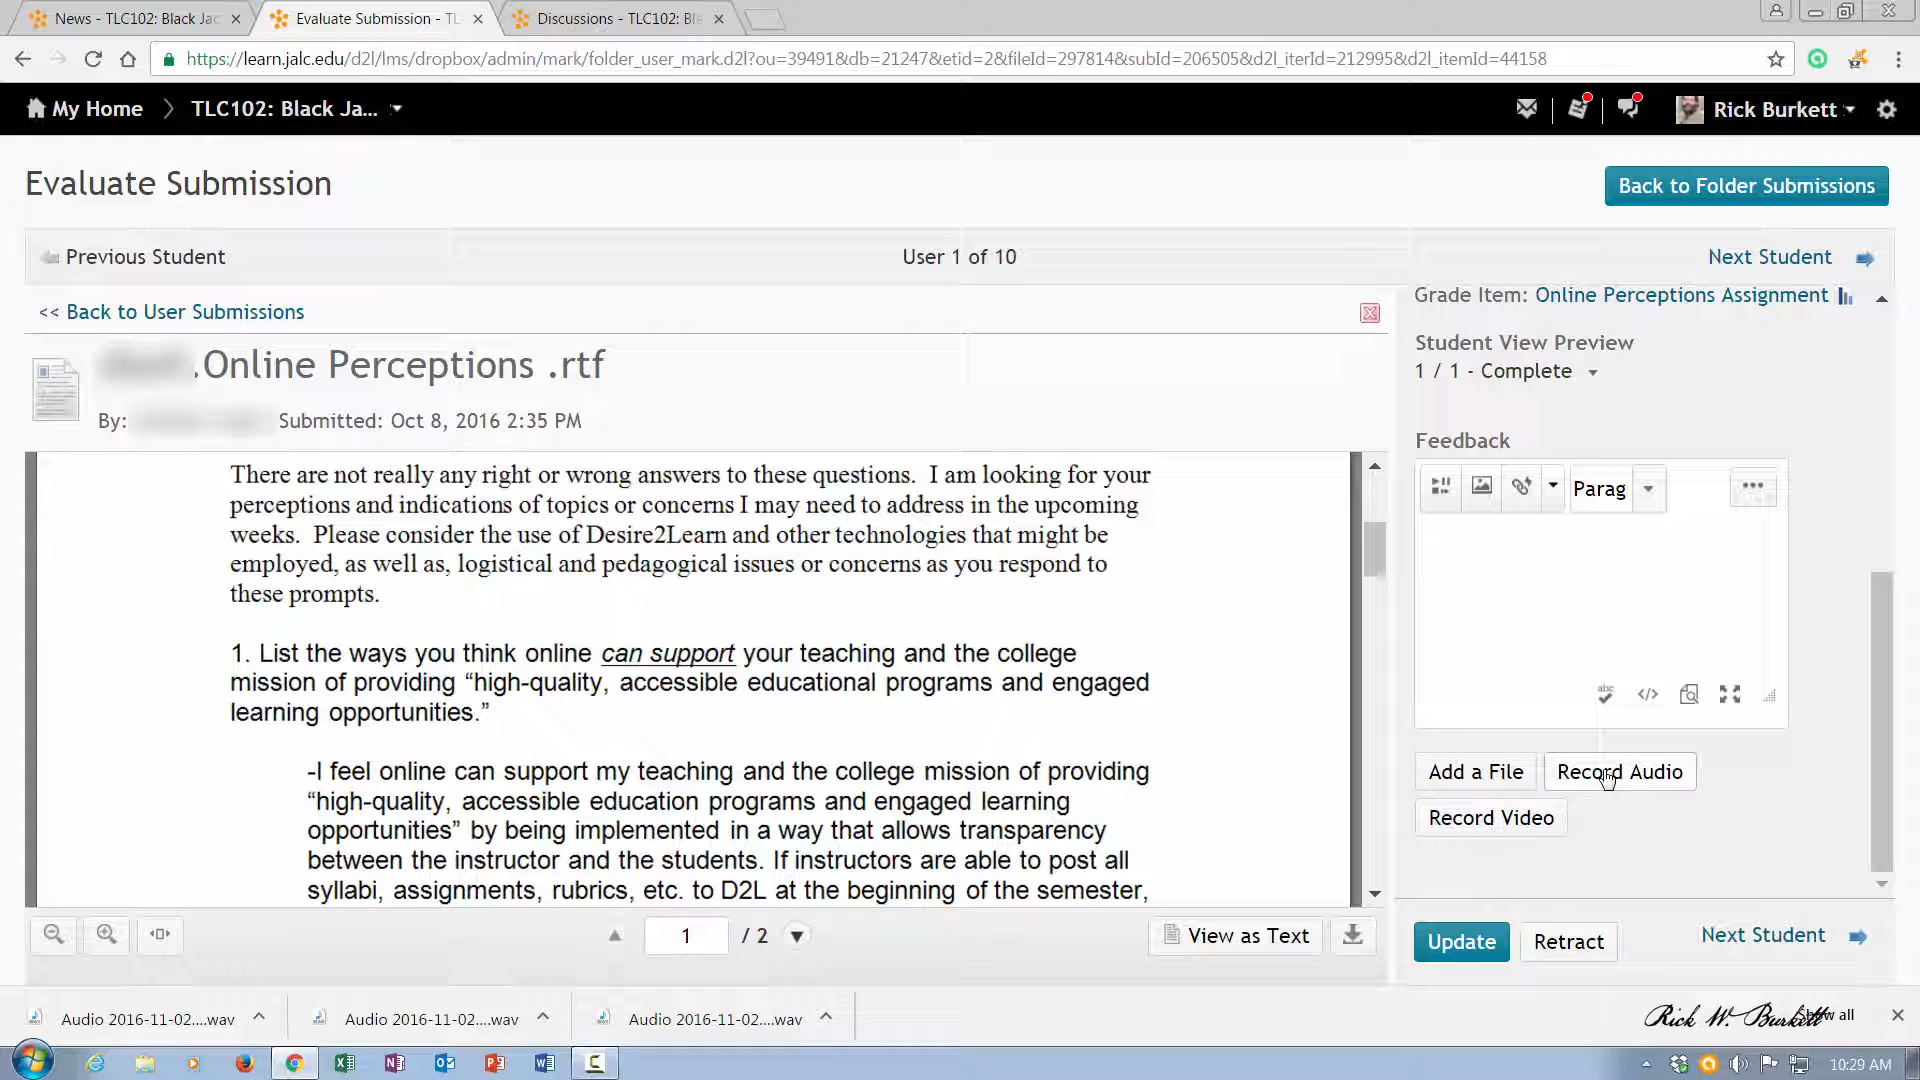 News - TLC102: Black Jac
Evaluate Submission - TL
Discussions - TLC102: Bl
https://learn.jalc.edu/d2l/lms/dropbox/admin/mark/folder_user_mark.d2l?ou=39491&db=21247&etid=2&fileId=297814&subId=206505&d2l_iterId=212995&d2l_itemId=44158
My Home
TLC102: Black Ja...
Rick Burkett
Evaluate Submission
Back to Folder Submissions
Previous Student
User 1 of 10
Next Student
<< Back to User Submissions
Grade Item: Online Perceptions Assignment
.Online Perceptions .rtf
By:
Submitted: Oct 8, 2016 2:35 PM
Student View Preview
1 / 1 - Complete
Feedback
Parag
There are not really any right or wrong answers to these questions.  I am looking for your
perceptions and indications of topics or concerns I may need to address in the upcoming
weeks.  Please consider the use of Desire2Learn and other technologies that might be
employed, as well as, logistical and pedagogical issues or concerns as you respond to
these prompts.
1. List the ways you think online can support your teaching and the college
mission of providing “high-quality, accessible educational programs and engaged
learning opportunities.”
-I feel online can support my teaching and the college mission of providing
“high-quality, accessible education programs and engaged learning
opportunities” by being implemented in a way that allows transparency
between the instructor and the students. If instructors are able to post all
syllabi, assignments, rubrics, etc. to D2L at the beginning of the semester,
abc
Add a File
Record Audio
Record Video
1
/ 2
View as Text
Update
Retract
Next Student
Audio 2016-11-02....wav
Audio 2016-11-02....wav
Audio 2016-11-02....wav
Rick W. Burkett
Show all
10:29 AM